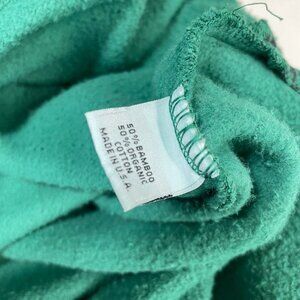 50% BAMBOO
50% ORGANIC
COTTON
MADE IN U.S.A.